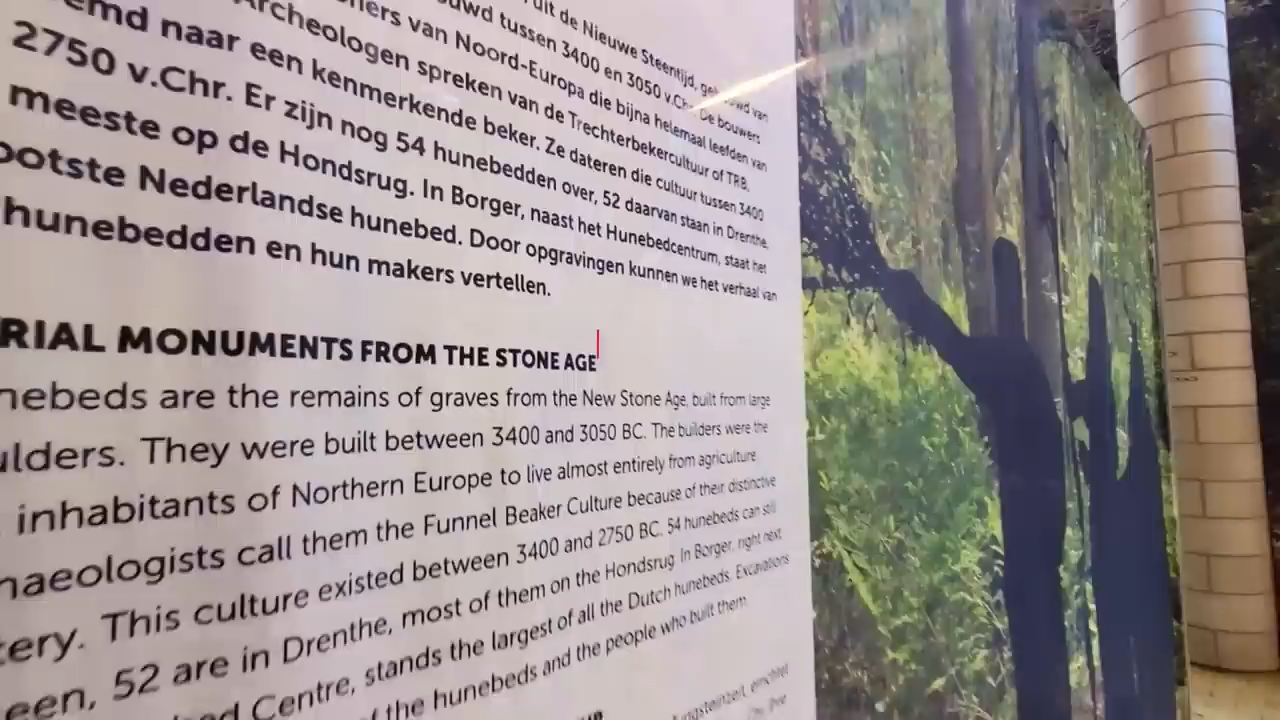 uit de Nieuwe Steentijd,
tussen 3400 en 3050 v.Chr. De bouwers
van Noord-Europa die bijna helemaal leefden van
Archeologen spreken van de Trechterbekercultuur of TRB,
naar een kenmerkende beker. Ze dateren die cultuur tussen 3400
2750 v.Chr. Er zijn nog 54 hunebedden over, 52 daarvan staan in Drenthe,
meeste op de Hondsrug. In Borger, naast het Hunebedcentrum, staat het
ootste Nederlandse hunebed. Door opgravingen kunnen we het verhaal van
hunebedden en hun makers vertellen.
RIAL MONUMENTS FROM THE STONE AGE
nebeds are the remains of graves from the New Stone Age, built from large
ulders. They were built between 3400 and 3050 BC. The builders were the
inhabitants of Northern Europe to live almost entirely from agriculture.
haeologists call them the Funnel Beaker Culture because of their distinctive
tery. This culture existed between 3400 and 2750 BC. 54 hunebeds can still
een, 52 are in Drenthe, most of them on the Hondsrug. In Borger, right next
Centre, stands the largest of all the Dutch hunebeds. Excavations
the hunebeds and the people who built them.